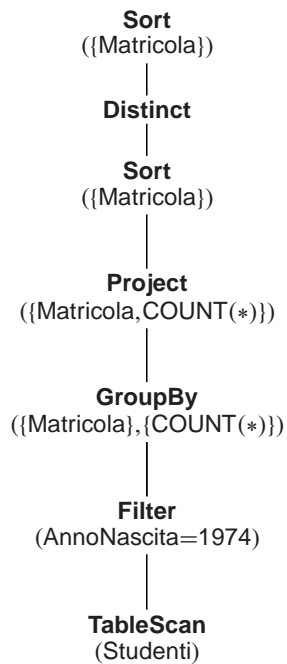 Sort
({Matricola})
Distinct
Sort
({Matricola})
Project
({Matricola,COUNT(∗)})
GroupBy
({Matricola},{COUNT(∗)})
Filter
(AnnoNascita=1974)
TableScan
(Studenti)